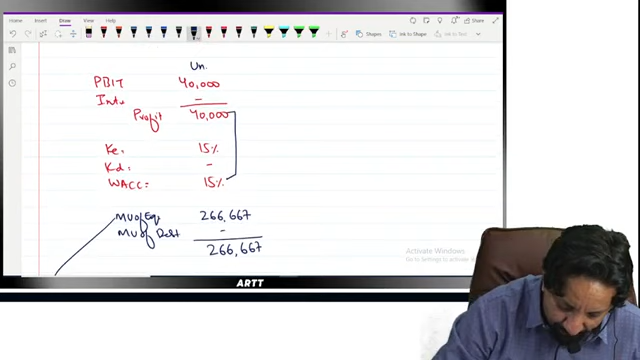 File Home Insert Draw View Help
Shapes Ink to Shape Ink to Text
Un.
PBIT 40,000
Int. -
Profit 40,000
Ke: 15%
Kd: -
WACC: 15%
MV of Eq. 266,667
MV of Debt -
266,667
Activate Windows
Go to Settings to activate Windows.
ARTT